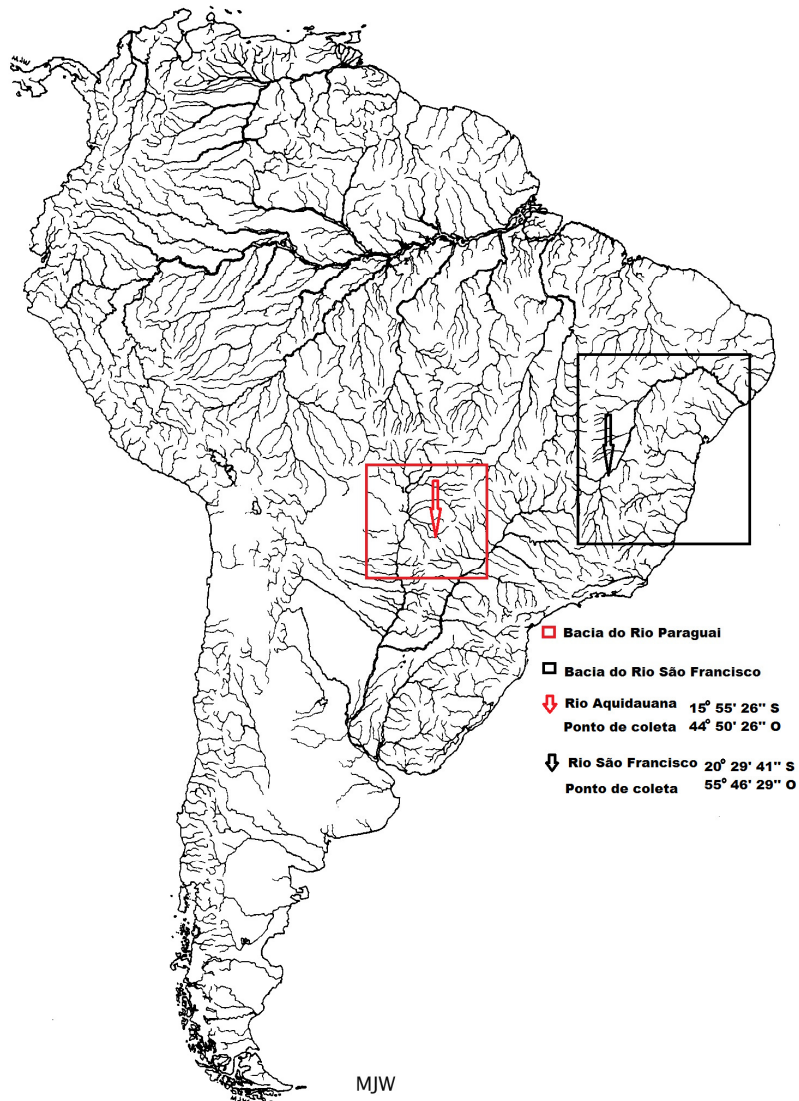 Bacia do Rio Paraguai
Bacia do Rio São Francisco
Rio Aquidauana 15° 55' 26" S
Ponto de coleta 44° 50' 26" O
Rio São Francisco 20° 29' 41" S
Ponto de coleta 55° 46' 29" O
MJW